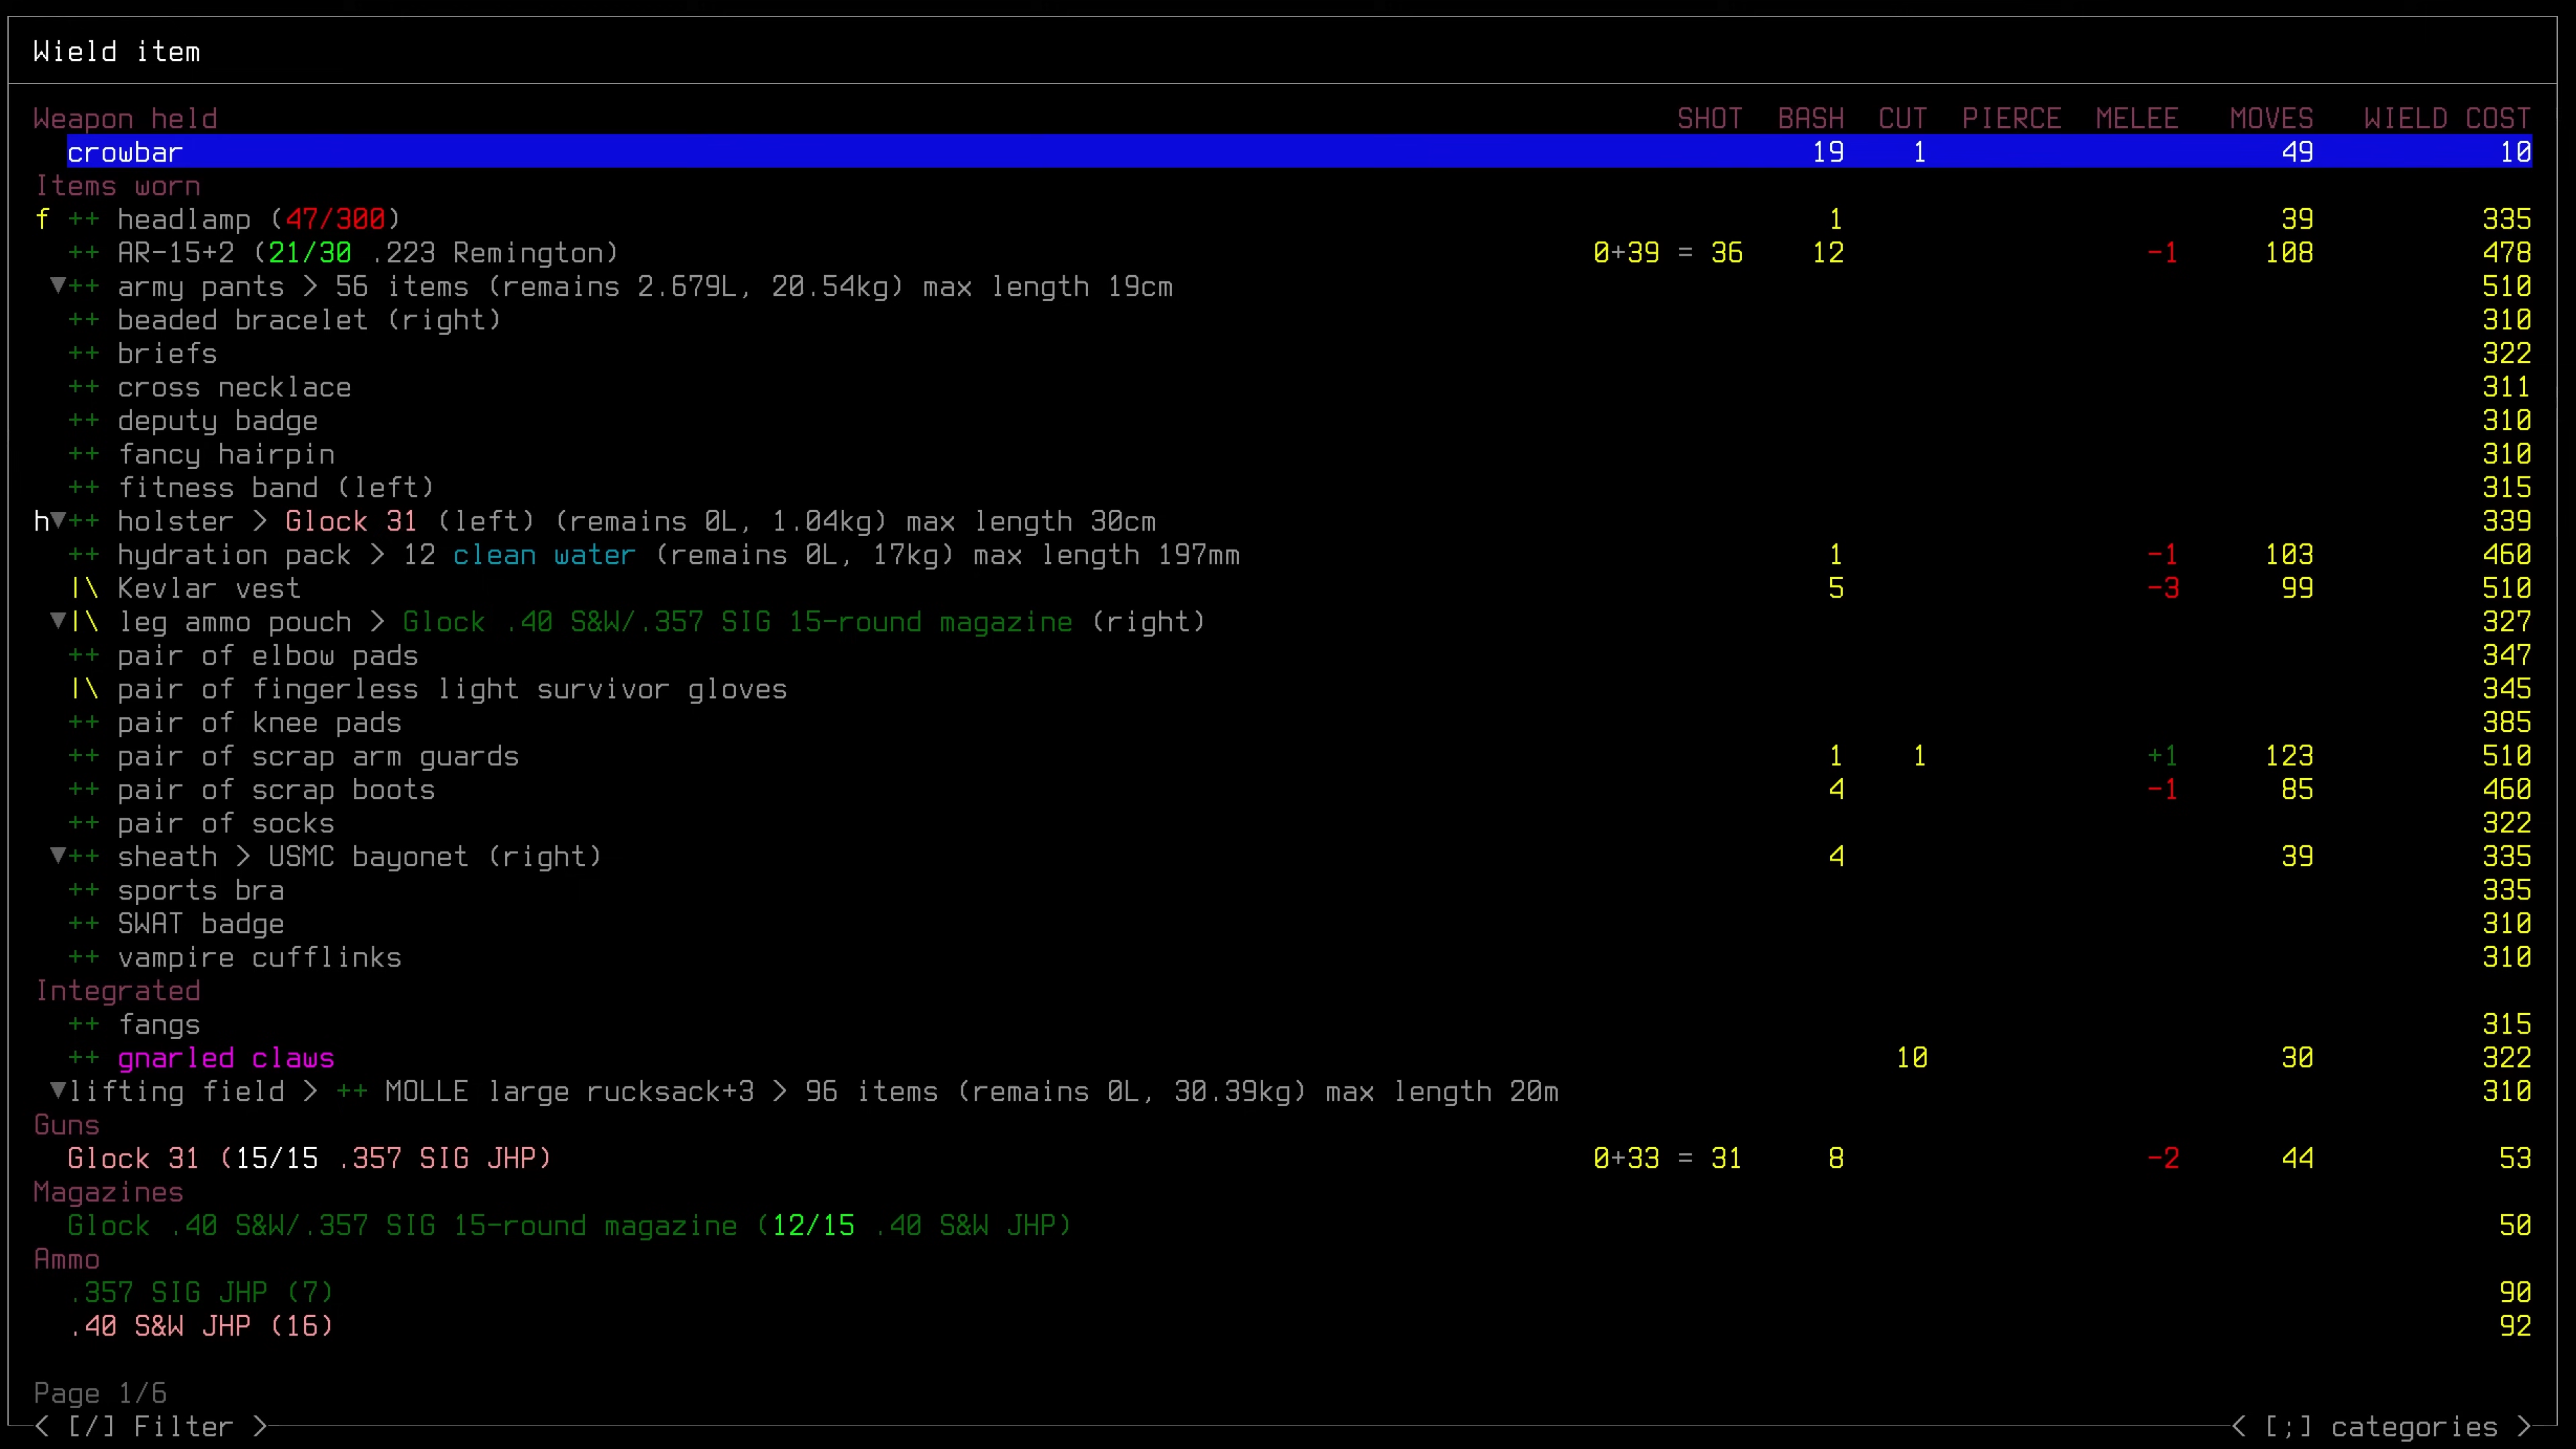 Wield item
Weapon held SHOT BASH CUT PIERCE MELEE MOVES WIELD COST
crowbar 19 1 49 10
Items worn
f ++ headlamp (47/300) 1 39 335
++ AR-15+2 (21/30 .223 Remington) 0+39 = 36 12 -1 108 478
▼++ army pants > 56 items (remains 2.679L, 20.54kg) max length 19cm 510
++ beaded bracelet (right) 310
++ briefs 322
++ cross necklace 311
++ deputy badge 310
++ fancy hairpin 310
++ fitness band (left) 315
h▼++ holster > Glock 31 (left) (remains 0L, 1.04kg) max length 30cm 339
++ hydration pack > 12 clean water (remains 0L, 17kg) max length 197mm 1 -1 103 460
|\ Kevlar vest 5 -3 99 510
▼|\ leg ammo pouch > Glock .40 S&W/.357 SIG 15-round magazine (right) 327
++ pair of elbow pads 347
|\ pair of fingerless light survivor gloves 345
++ pair of knee pads 385
++ pair of scrap arm guards 1 1 +1 123 510
++ pair of scrap boots 4 -1 85 460
++ pair of socks 322
▼++ sheath > USMC bayonet (right) 4 39 335
++ sports bra 335
++ SWAT badge 310
++ vampire cufflinks 310
Integrated
++ fangs 315
++ gnarled claws 10 30 322
▼lifting field > ++ MOLLE large rucksack+3 > 96 items (remains 0L, 30.39kg) max length 20m 310
Guns
Glock 31 (15/15 .357 SIG JHP) 0+33 = 31 8 -2 44 53
Magazines
Glock .40 S&W/.357 SIG 15-round magazine (12/15 .40 S&W JHP) 50
Ammo
.357 SIG JHP (7) 90
.40 S&W JHP (16) 92
Page 1/6
< [/] Filter > < [;] categories >